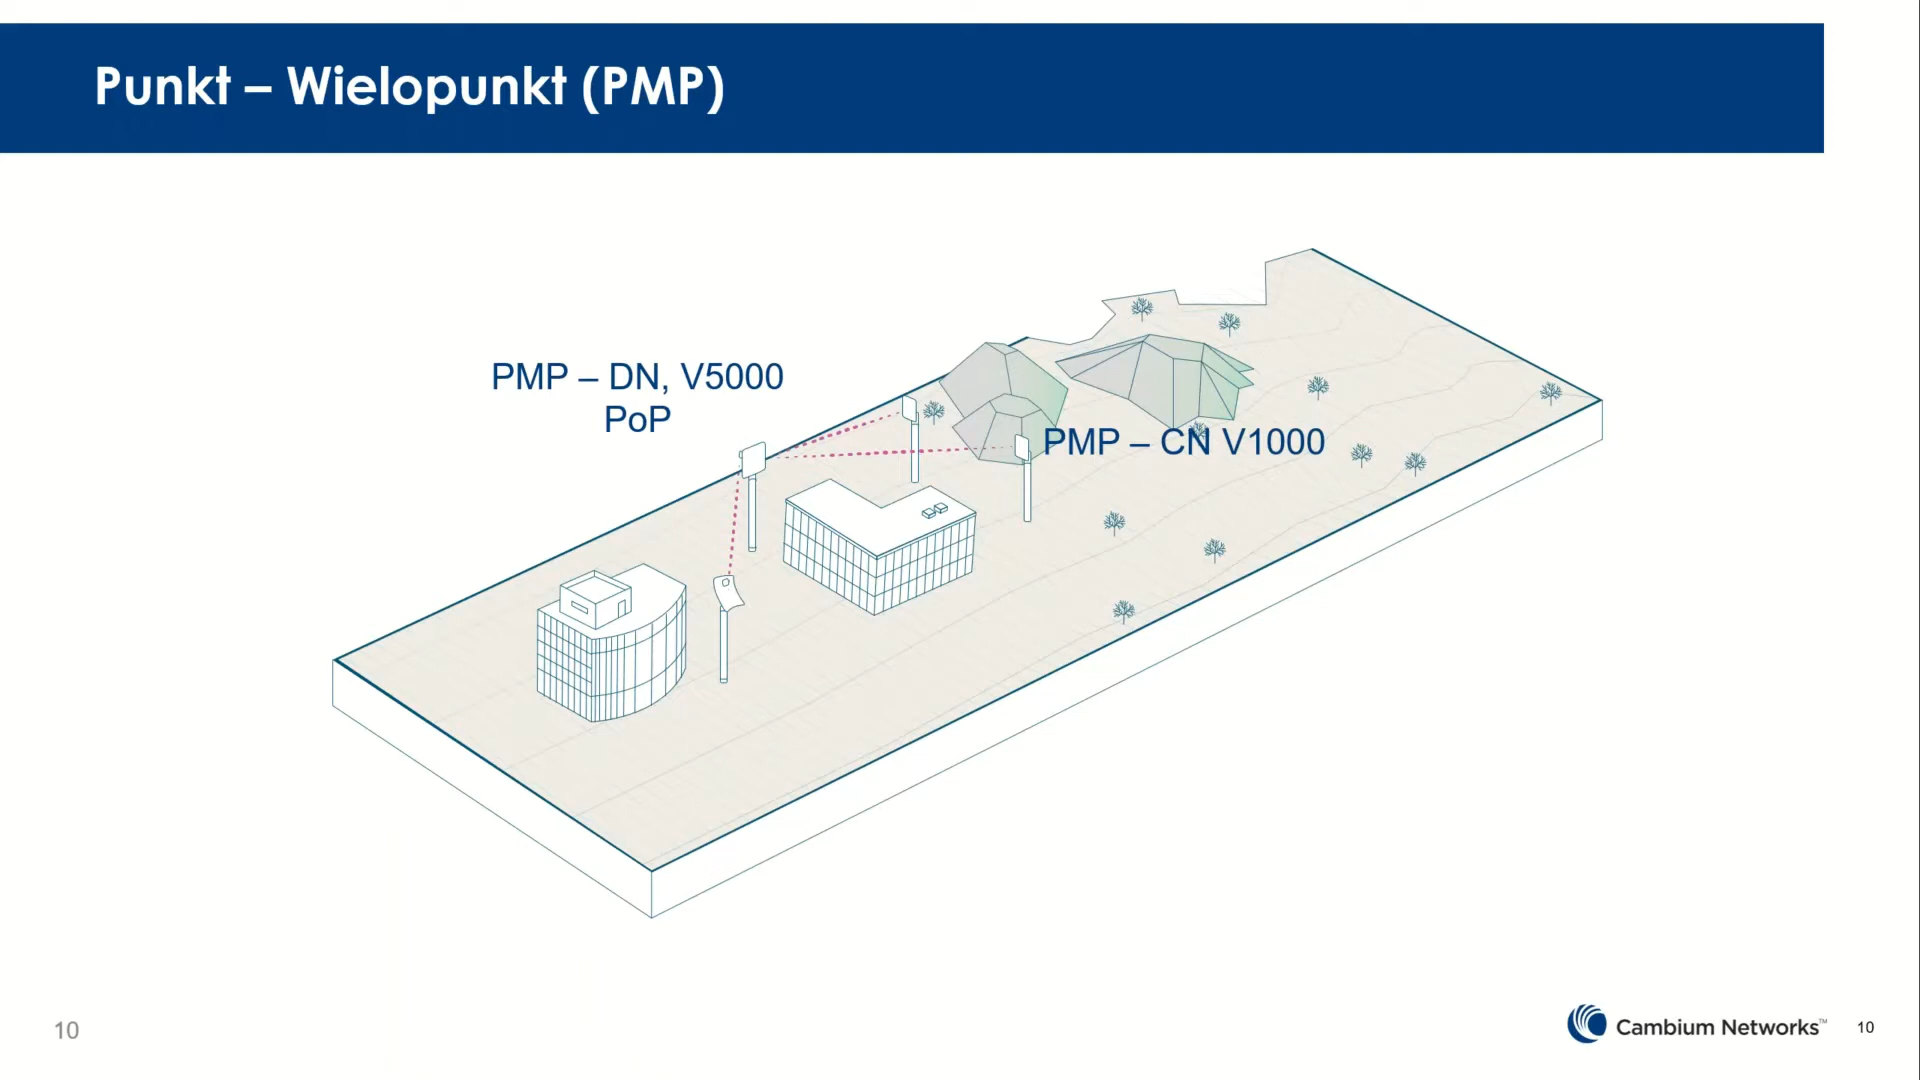 Punkt – Wielopunkt (PMP)
PMP – DN, V5000
PoP
PMP – CN V1000
10
Cambium Networks™
10